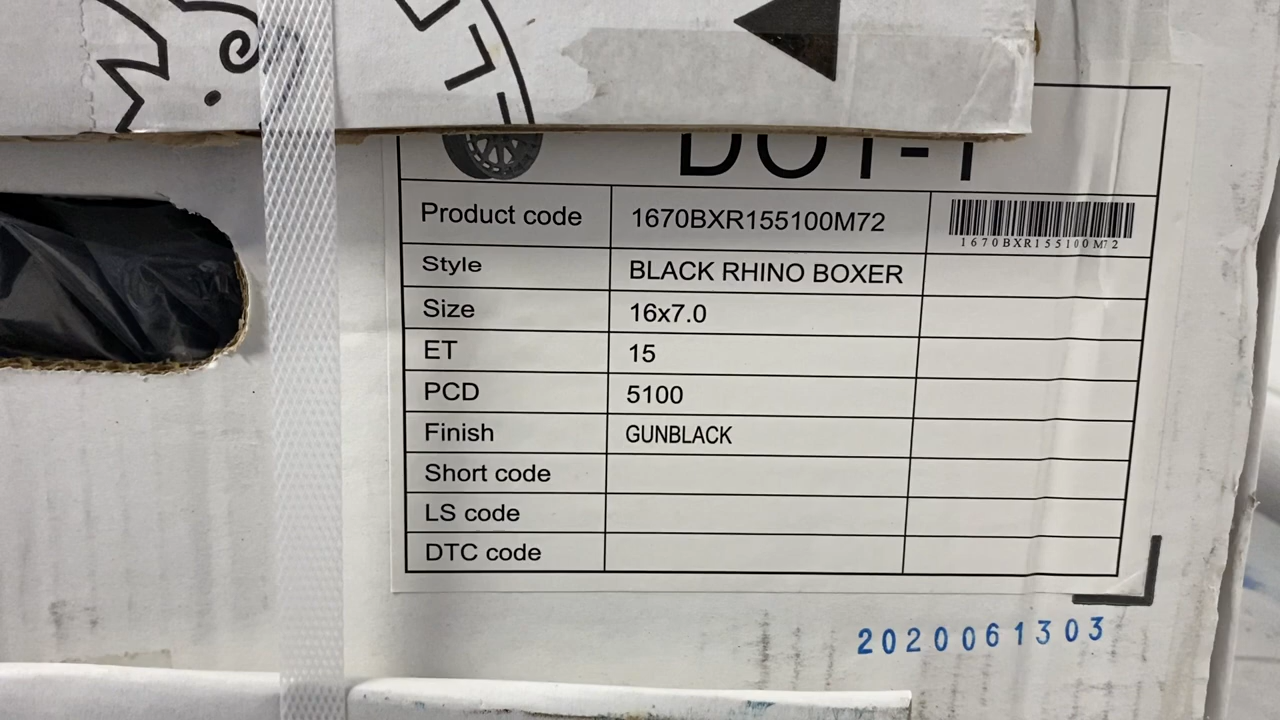 Product code 1670BXR155100M72
1670BXR155100M72
Style BLACK RHINO BOXER
Size 16x7.0
ET 15
PCD 5100
Finish GUNBLACK
Short code
LS code
DTC code
2020061303